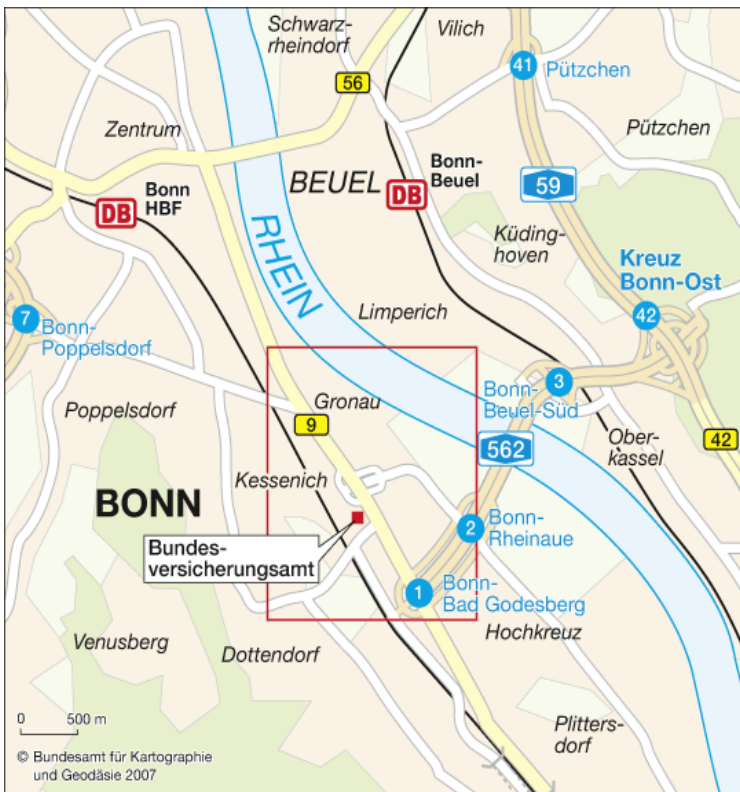 Schwarz-
rheindorf
Vilich
41
Pützchen
56
Zentrum
Pützchen
Bonn
HBF
DB
BEUEL
Bonn-
Beuel
DB
59
RHEIN
Küding-
hoven
Kreuz
Bonn-Ost
42
7
Bonn-
Poppelsdorf
Limperich
3
Bonn-
Beuel-Süd
Poppelsdorf
Gronau
9
562
Ober-
kassel
42
Kessenich
BONN
2
Bonn-
Rheinaue
Bundes-
versicherungsamt
1
Bonn-
Bad Godesberg
Hochkreuz
Venusberg
Dottendorf
Plitters-
dorf
0 500 m
© Bundesamt für Kartographie
und Geodäsie 2007